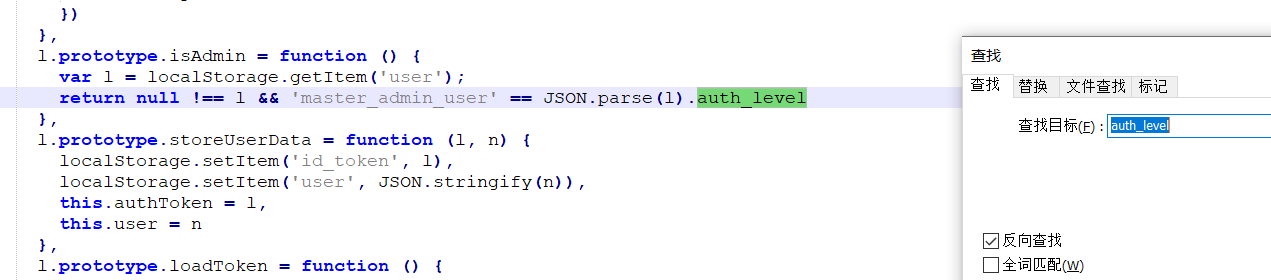 })
},
l.prototype.isAdmin = function () {
var l = localStorage.getItem('user');
return null !== l && 'master_admin_user' == JSON.parse(l).auth_level
},
l.prototype.storeUserData = function (l, n) {
localStorage.setItem('id_token', l),
localStorage.setItem('user', JSON.stringify(n)),
this.authToken = l,
this.user = n
},
l.prototype.loadToken = function () {
查找
查找 替换 文件查找 标记
查找目标(F) : auth_level
反向查找
全词匹配(W)